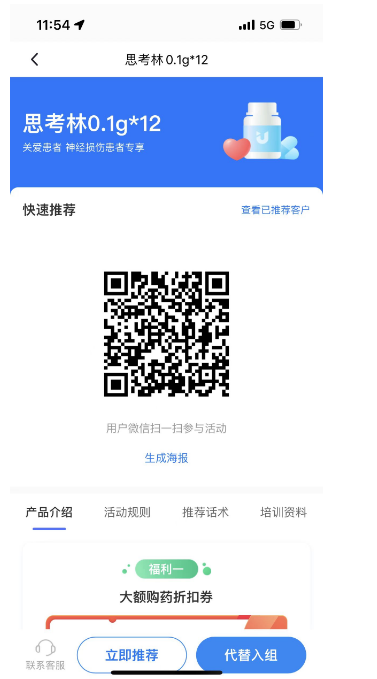 11:54
5G
思考林0.1g*12
思考林0.1g*12
关爱患者 神经损伤患者专享
快速推荐
查看已推荐客户
用户微信扫一扫参与活动
生成海报
产品介绍 活动规则 推荐话术 培训资料
福利一
大额购药折扣券
联系客服
立即推荐
代替入组